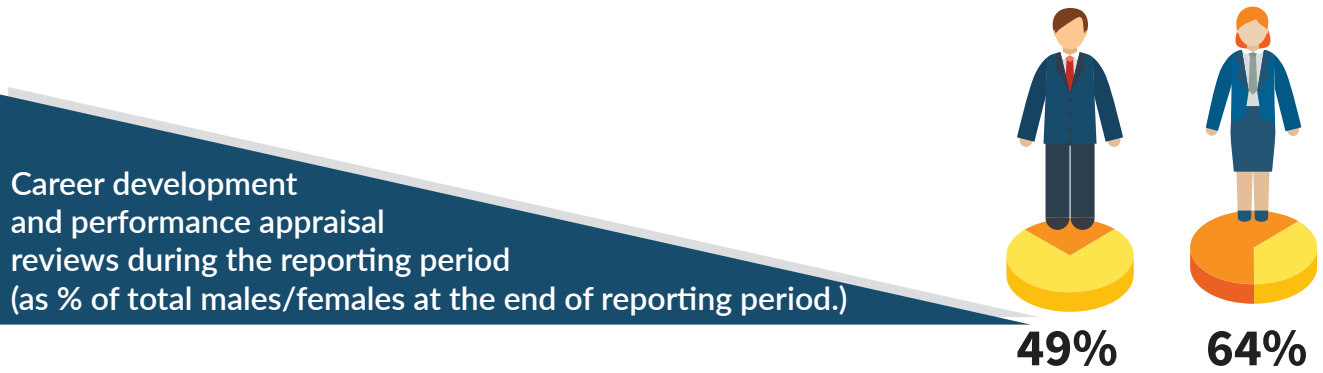 Career development
and performance appraisal
reviews during the reporting period
(as % of total males/females at the end of reporting period.)
49%
64%